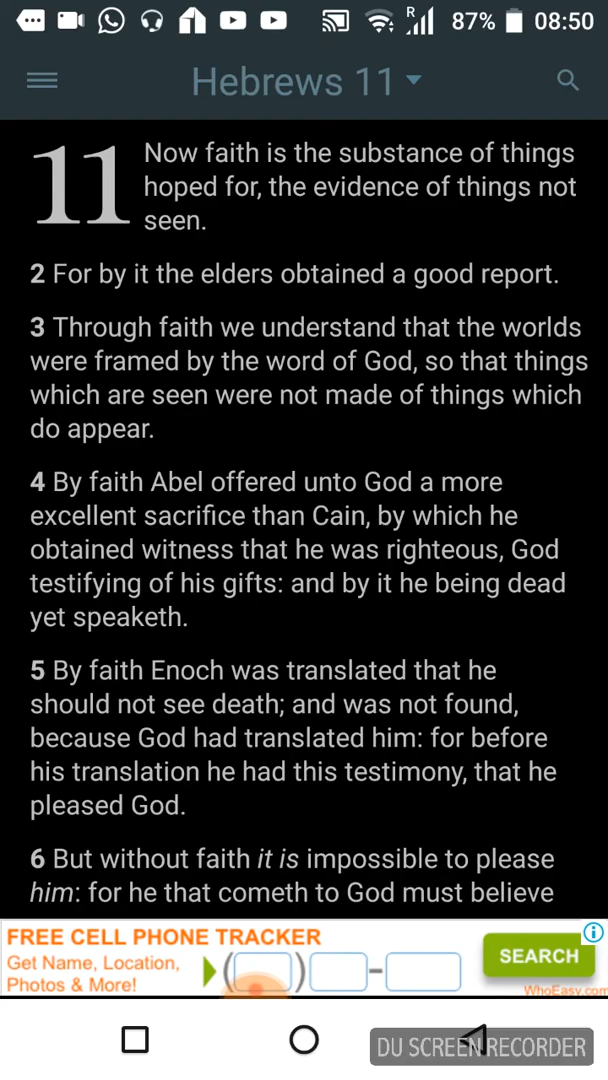 R 87% 08:50
Hebrews 11
11 Now faith is the substance of things
hoped for, the evidence of things not
seen.
2 For by it the elders obtained a good report.
3 Through faith we understand that the worlds
were framed by the word of God, so that things
which are seen were not made of things which
do appear.
4 By faith Abel offered unto God a more
excellent sacrifice than Cain, by which he
obtained witness that he was righteous, God
testifying of his gifts: and by it he being dead
yet speaketh.
5 By faith Enoch was translated that he
should not see death; and was not found,
because God had translated him: for before
his translation he had this testimony, that he
pleased God.
6 But without faith it is impossible to please
him: for he that cometh to God must believe
FREE CELL PHONE TRACKER
Get Name, Location,
Photos & More!
( ) -
SEARCH
WhoEasy.com
DU SCREEN RECORDER